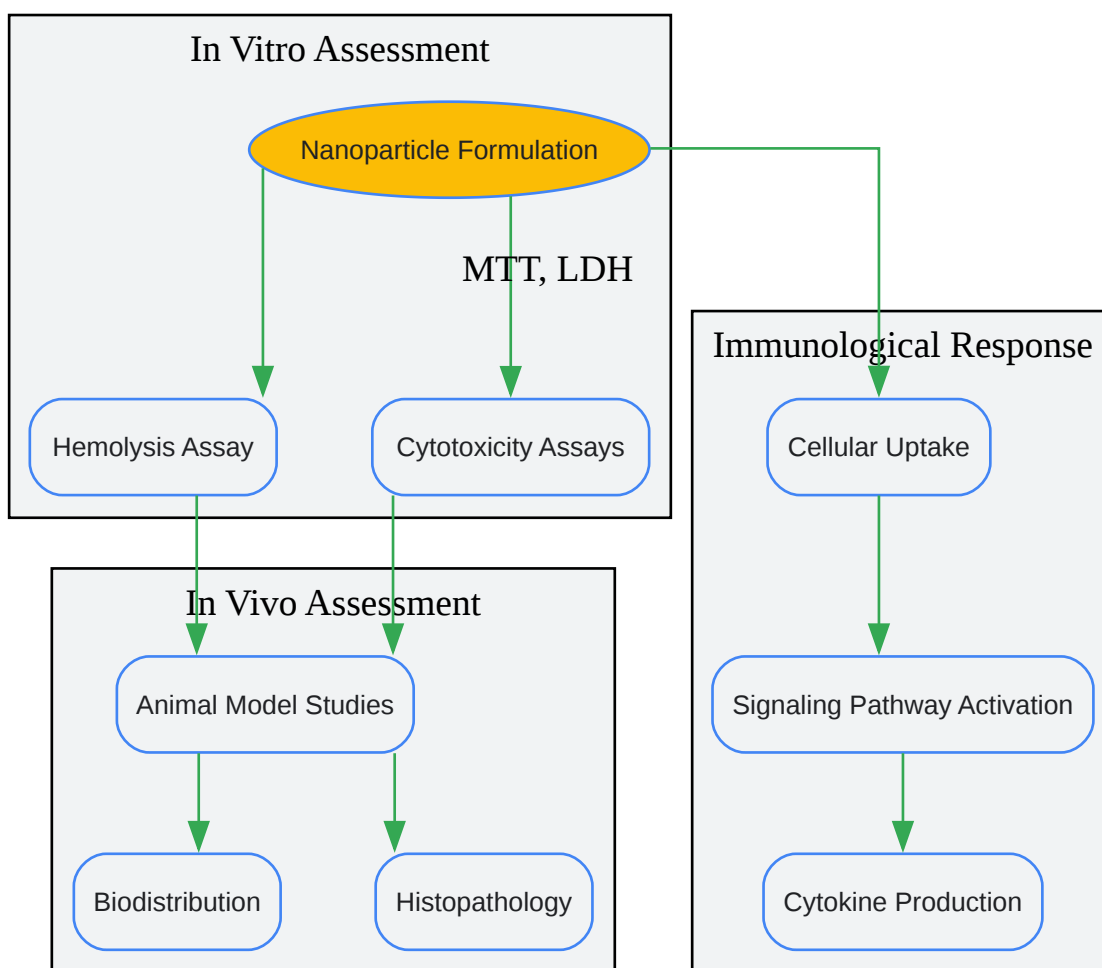 In Vitro Assessment
Nanoparticle Formulation
MTT, LDH
Immunological Response
Hemolysis Assay
Cytotoxicity Assays
Cellular Uptake
In Vivo Assessment
Animal Model Studies
Signaling Pathway Activation
Biodistribution
Histopathology
Cytokine Production